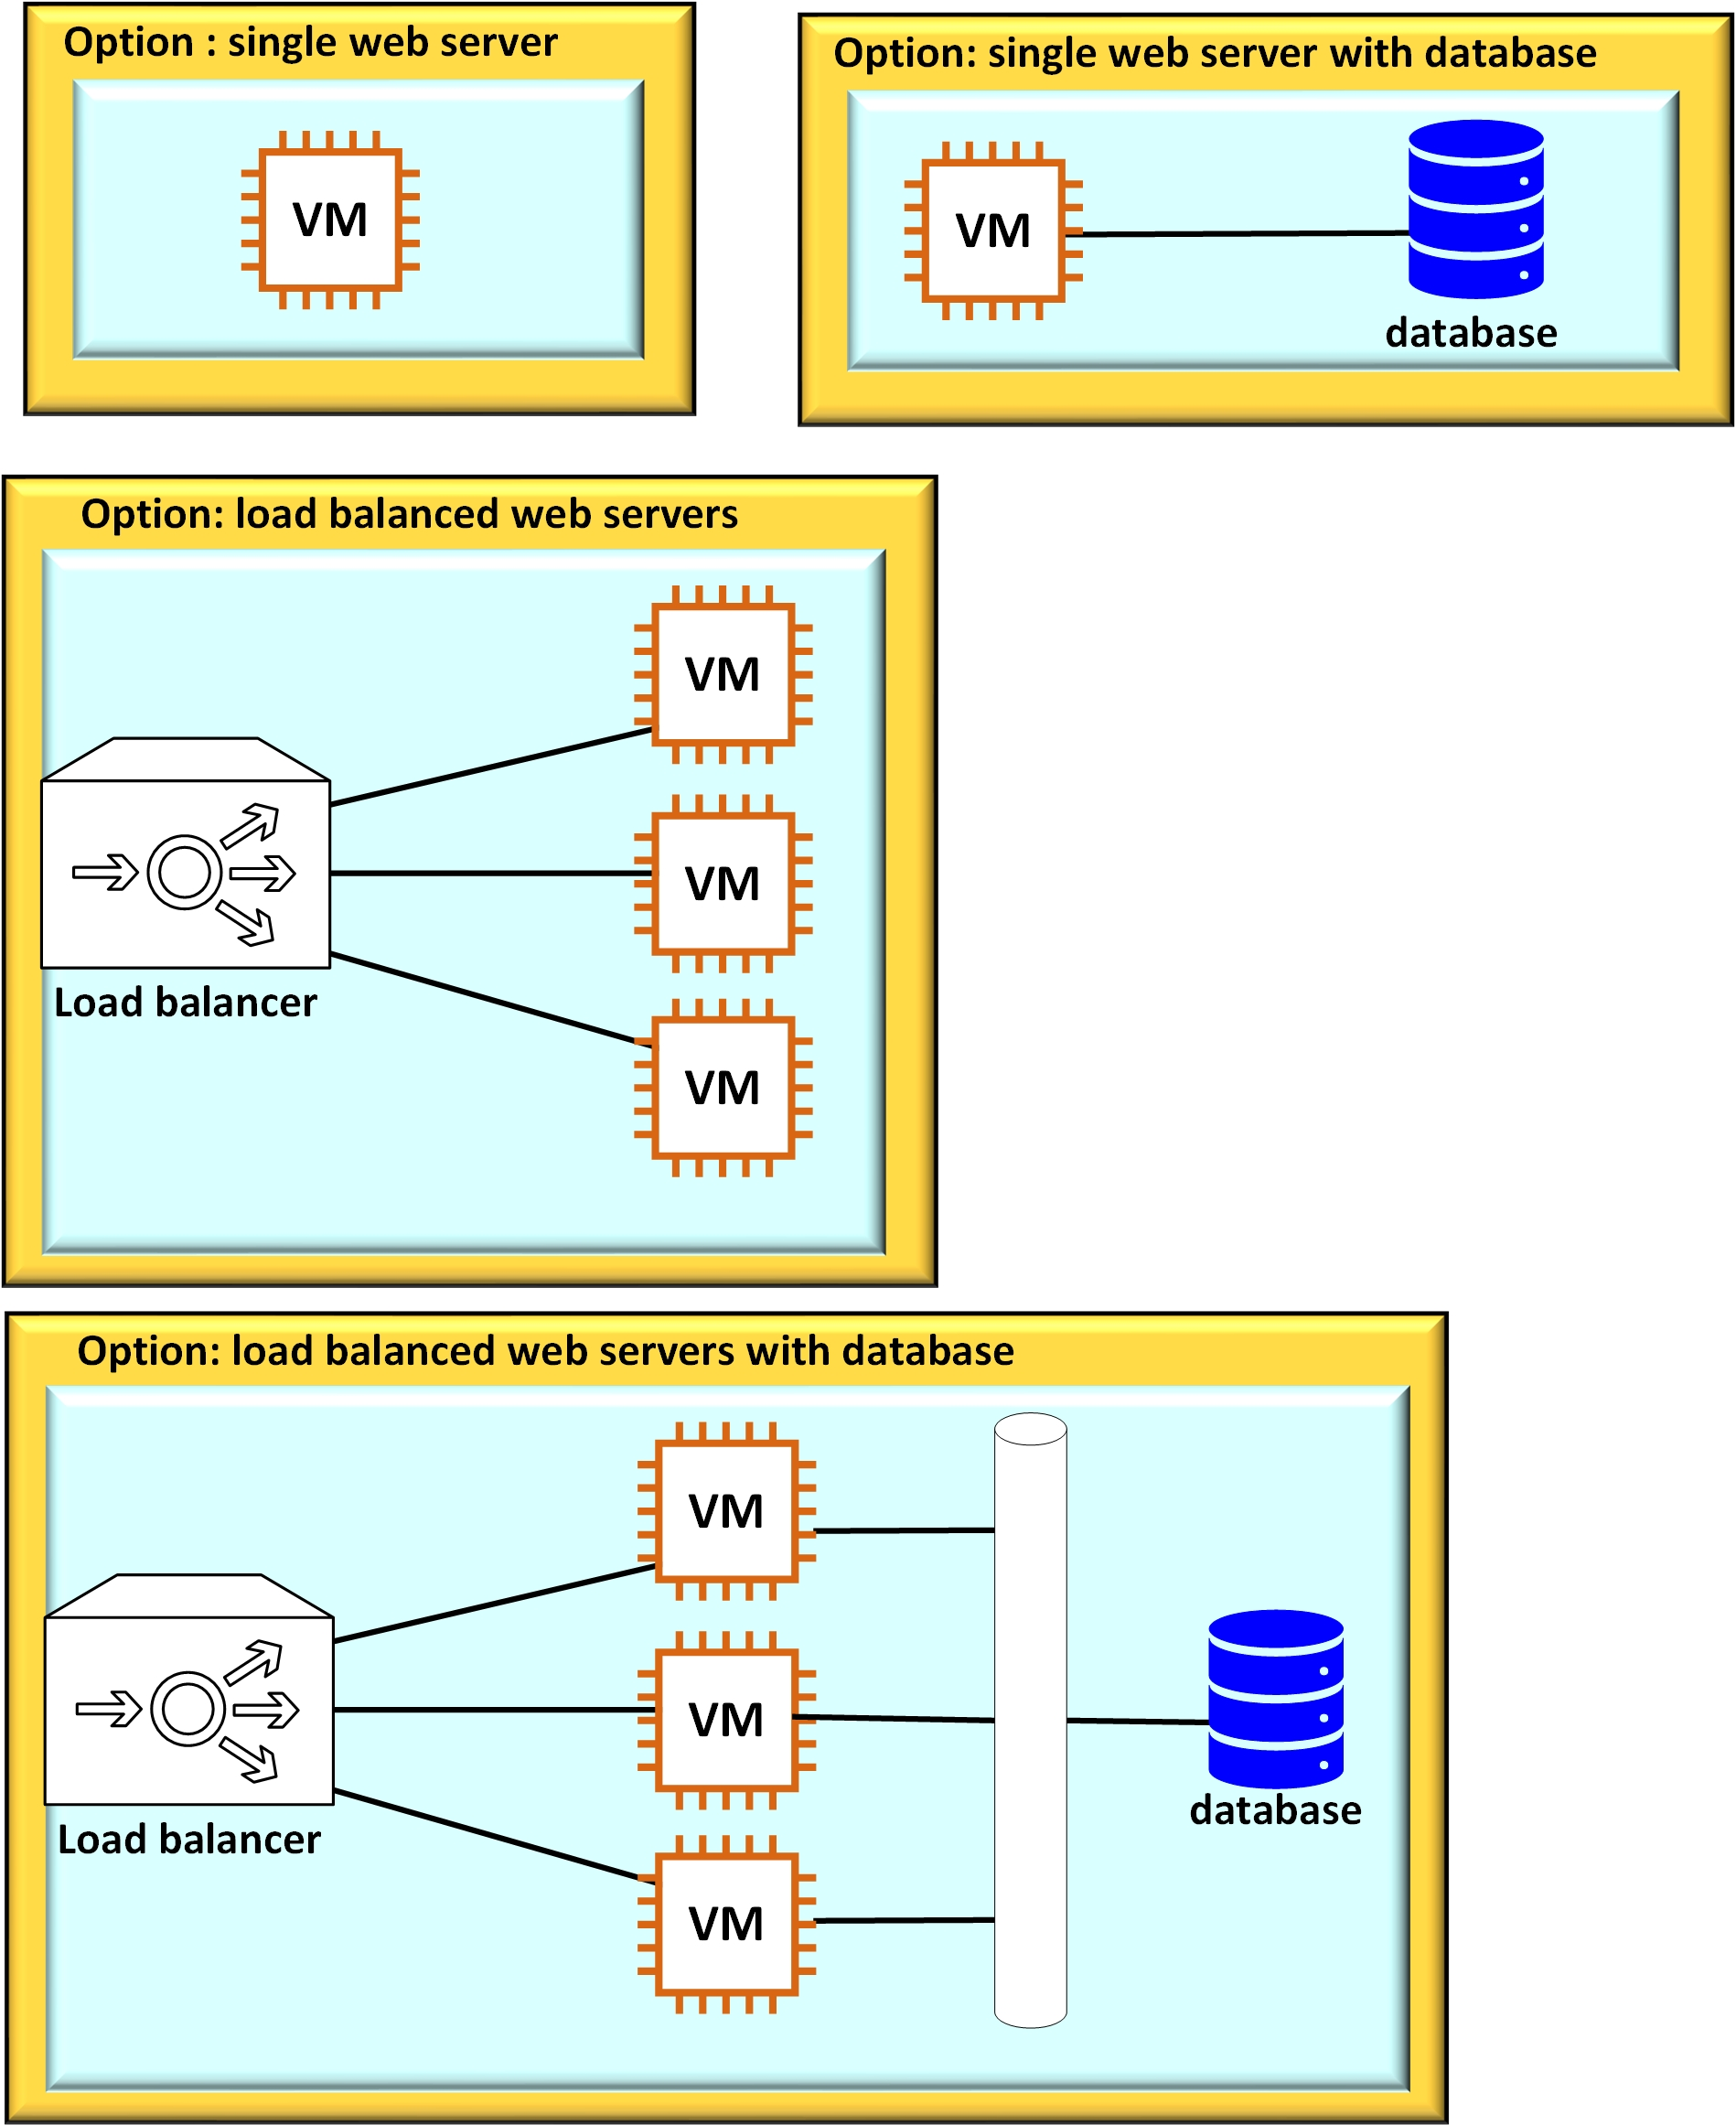 Option : single web server
VM
Option: single web server with database
VM
database
Option: load balanced web servers
VM
VM
Load balancer
VM
Option: load balanced web servers with database
VM
VM
database
Load balancer
VM